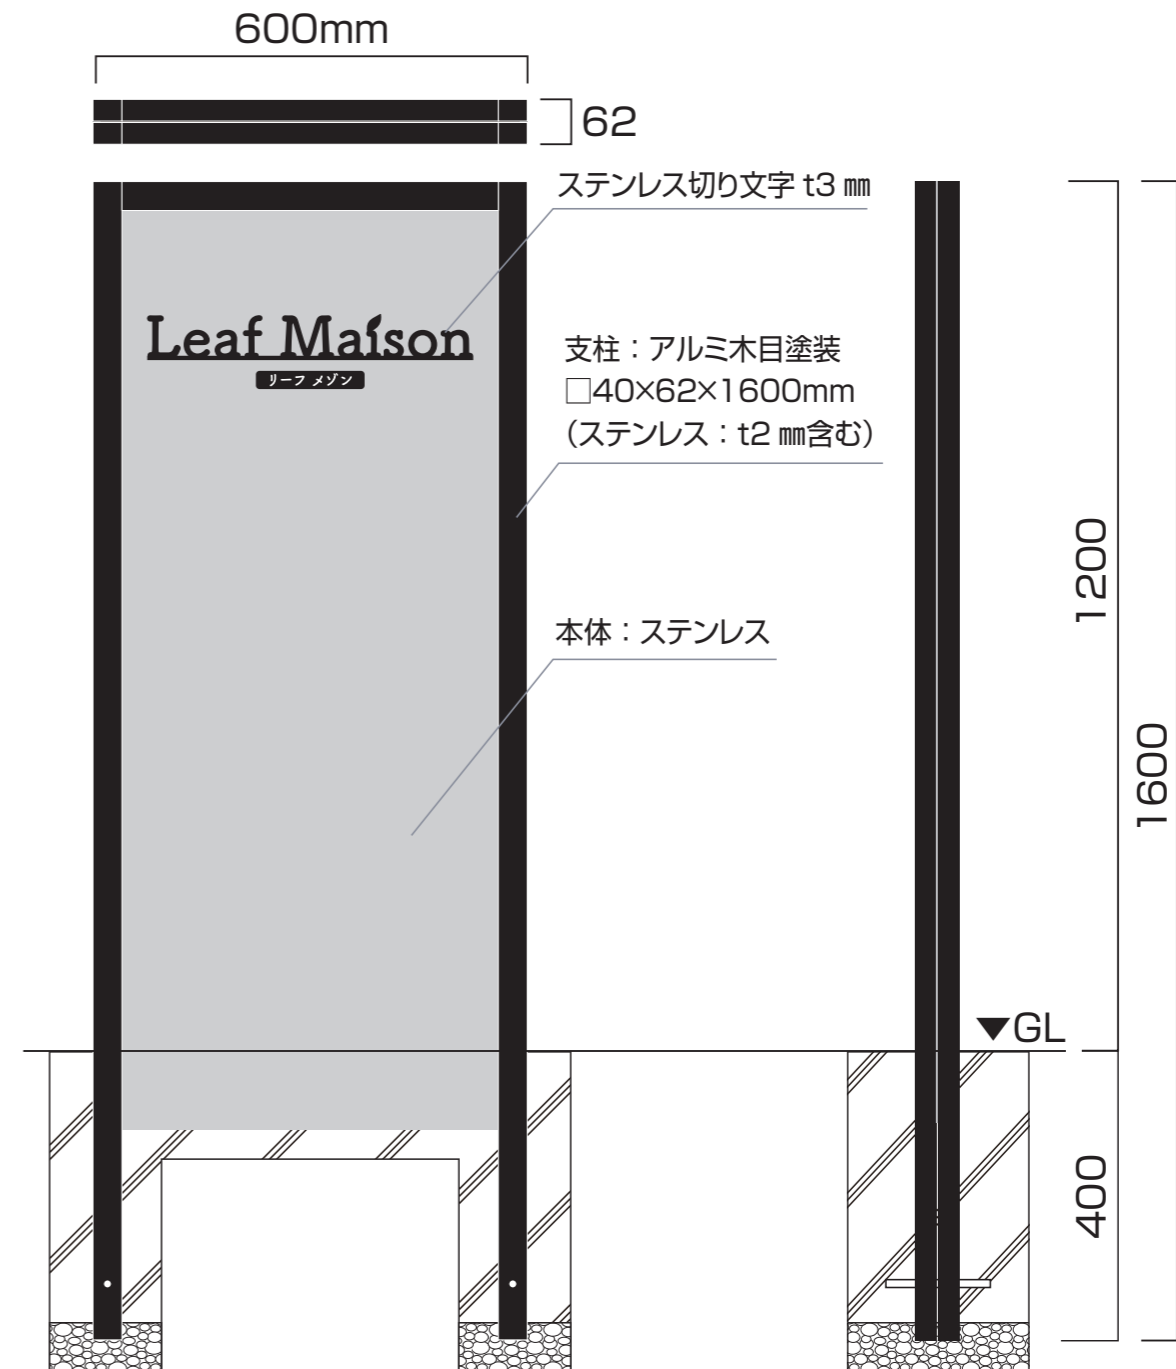 600mm
62
ステンレス切り文字 t3 ㎜
Leaf Maison
リーフ メゾン
支柱：アルミ木目塗装
□40×62×1600mm
（ステンレス：t2 ㎜含む）
本体：ステンレス
1200
1600
▼GL
400